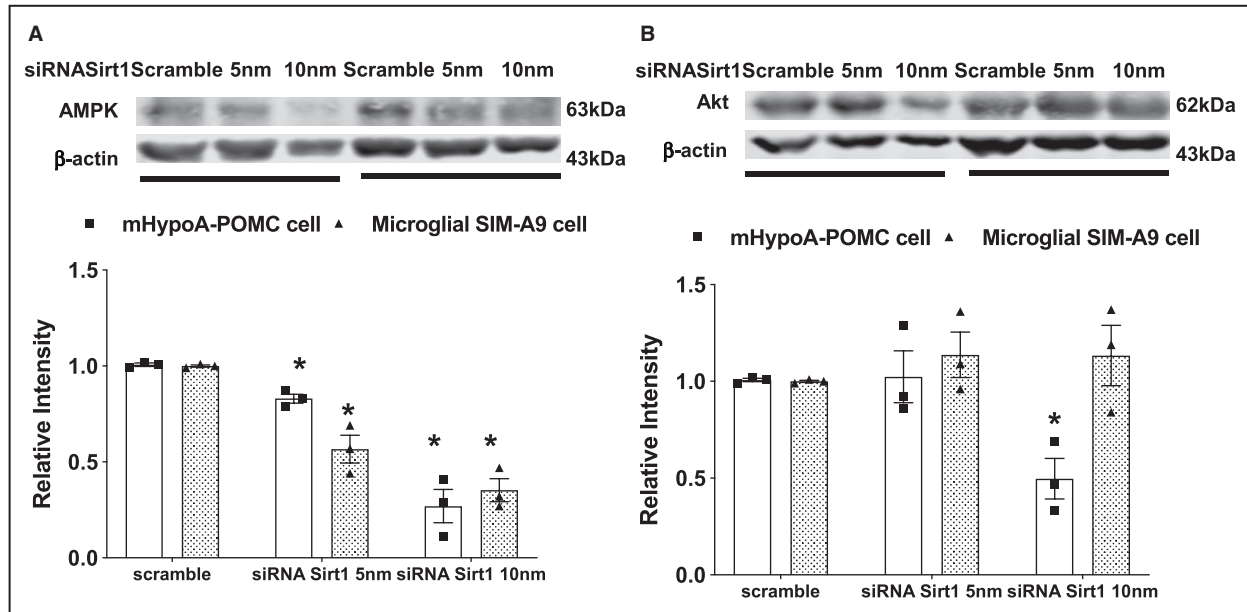 A
siRNASirt1Scramble 5nm 10nm Scramble 5nm 10nm
AMPK 63kDa
β-actin 43kDa
■ mHypoA-POMC cell ▲ Microglial SIM-A9 cell
Relative Intensity
1.5
1.0
0.5
0.0
* * * *
scramble siRNA Sirt1 5nm siRNA Sirt1 10nm
B
siRNASirt1Scramble 5nm 10nm Scramble 5nm 10nm
Akt 62kDa
β-actin 43kDa
■ mHypoA-POMC cell ▲ Microglial SIM-A9 cell
Relative Intensity
1.5
1.0
0.5
0.0
*
scramble siRNA Sirt1 5nm siRNA Sirt1 10nm